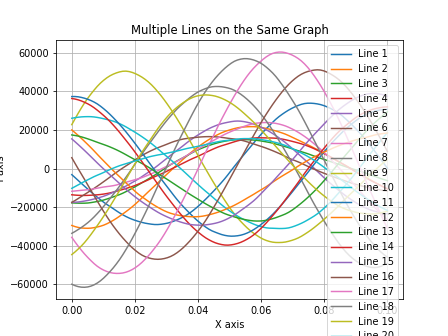 Multiple Lines on the Same Graph
60000
40000
20000
0
−20000
−40000
−60000
0.00
0.02
0.04
0.06
X axis
Line 1
Line 2
Line 3
Line 4
Line 5
Line 6
Line 7
Line 8
Line 9
Line 10
Line 11
Line 12
Line 13
Line 14
Line 15
Line 16
Line 17
Line 18
Line 19
Line 20